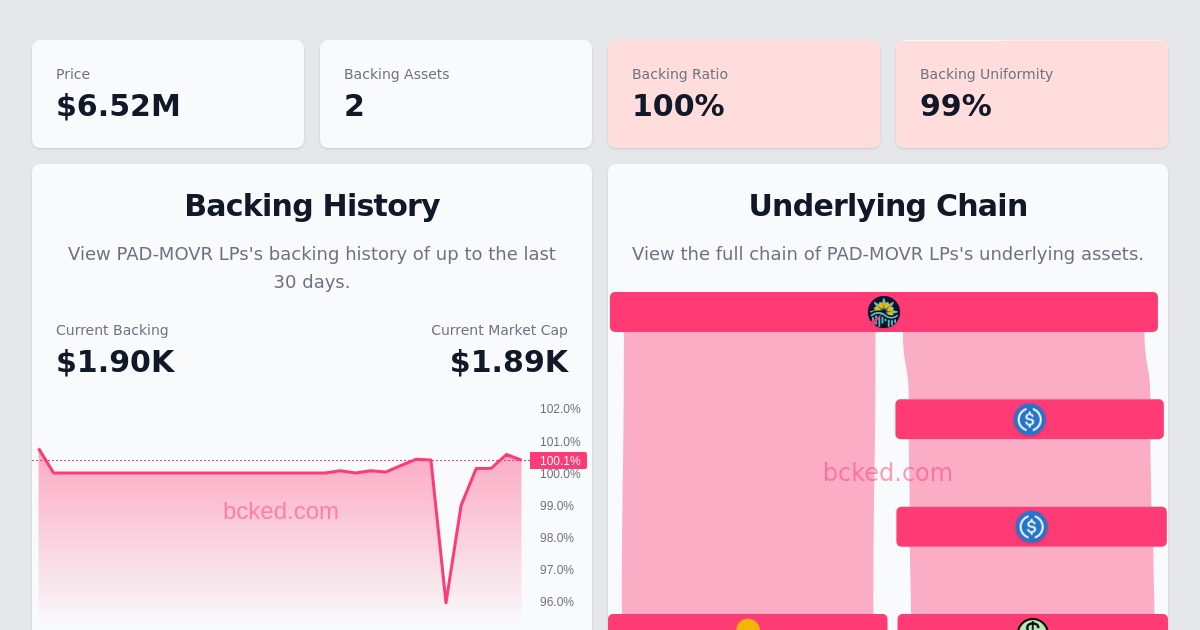 Price
$6.52M
Backing Assets
2
Backing Ratio
100%
Backing Uniformity
99%
Backing History
View PAD-MOVR LPs's backing history of up to the last
30 days.
Current Backing
$1.90K
Current Market Cap
$1.89K
102.0%
101.0%
100.1%
100.0%
99.0%
98.0%
97.0%
96.0%
bcked.com
Underlying Chain
View the full chain of PAD-MOVR LPs's underlying assets.
bcked.com